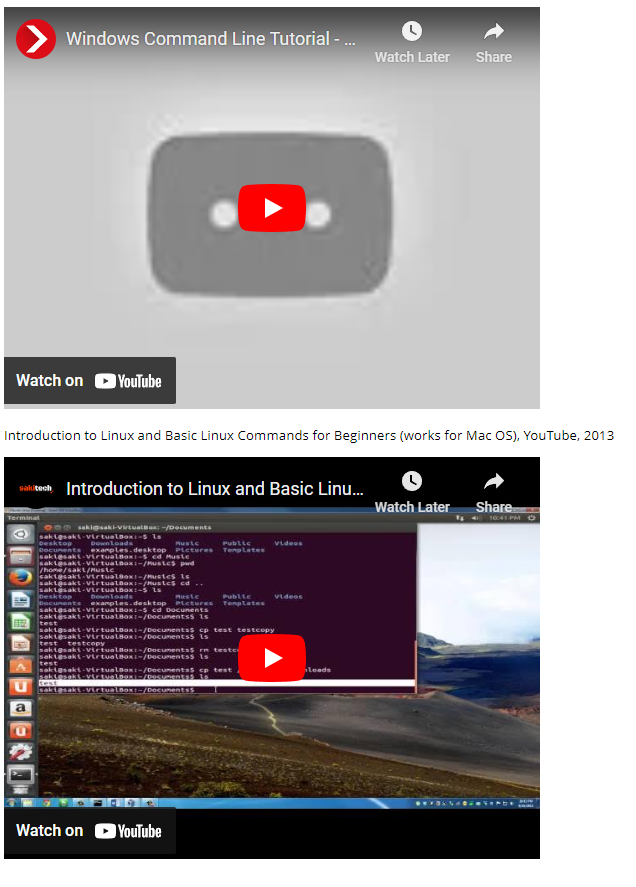 Windows Command Line Tutorial - ...
Watch Later
Share
Watch on YouTube
Introduction to Linux and Basic Linux Commands for Beginners (works for Mac OS), YouTube, 2013
sakitech
Introduction to Linux and Basic Linu...
Watch Later
Share
Terminal
10:41 PM
saki@saki-VirtualBox: ~/Documents
saki@saki-VirtualBox:~$ ls
Desktop Downloads Music Public Videos
Documents examples.desktop Pictures Templates
saki@saki-VirtualBox:~$ cd Music
saki@saki-VirtualBox:~/Music$ pwd
/home/saki/Music
saki@saki-VirtualBox:~/Music$ ls
saki@saki-VirtualBox:~/Music$ cd ..
saki@saki-VirtualBox:~$ ls
Desktop Downloads Music Public Videos
Documents examples.desktop Pictures Templates
saki@saki-VirtualBox:~$ cd Documents
saki@saki-VirtualBox:~/Documents$ ls
test
saki@saki-VirtualBox:~/Documents$ cp test testcopy
saki@saki-VirtualBox:~/Documents$ ls
test testcopy
saki@saki-VirtualBox:~/Documents$ rm
saki@saki-VirtualBox:~/Documents$ ls
test
saki@saki-VirtualBox:~/Documents$ cp test
saki@saki-VirtualBox:~/Documents$ ls
test
saki@saki-VirtualBox:~/Documents$
Watch on YouTube